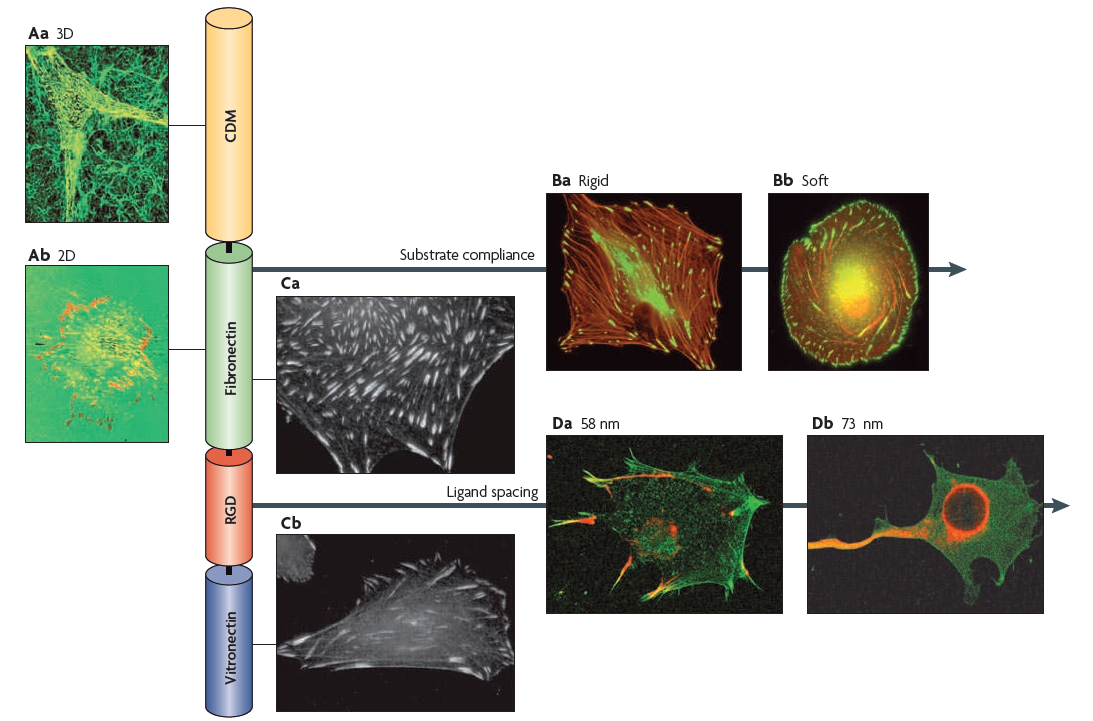 Aa 3D
CDM
Ab 2D
Fibronectin
RGD
Vitronectin
Substrate compliance
Ba Rigid
Bb Soft
Ca
Ligand spacing
Da 58 nm
Db 73 nm
Cb